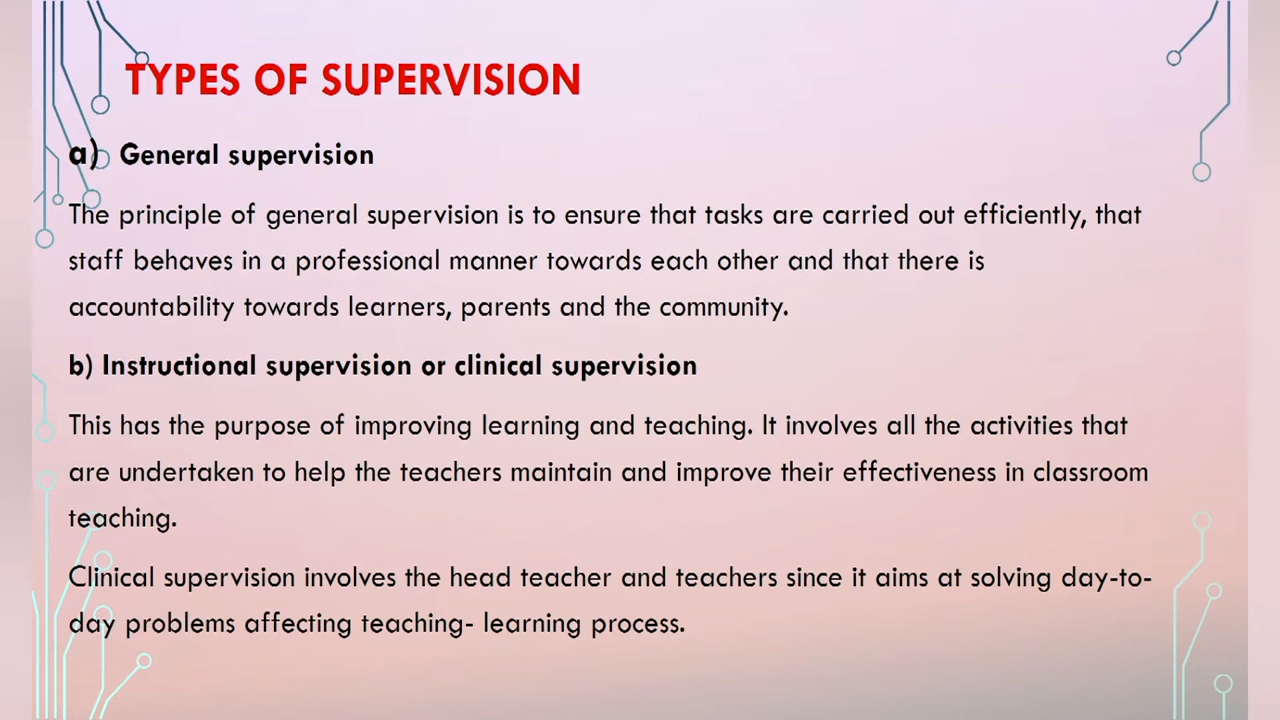 TYPES OF SUPERVISION
a) General supervision
The principle of general supervision is to ensure that tasks are carried out efficiently, that
staff behaves in a professional manner towards each other and that there is
accountability towards learners, parents and the community.
b) Instructional supervision or clinical supervision
This has the purpose of improving learning and teaching. It involves all the activities that
are undertaken to help the teachers maintain and improve their effectiveness in classroom
teaching.
Clinical supervision involves the head teacher and teachers since it aims at solving day-to-
day problems affecting teaching- learning process.